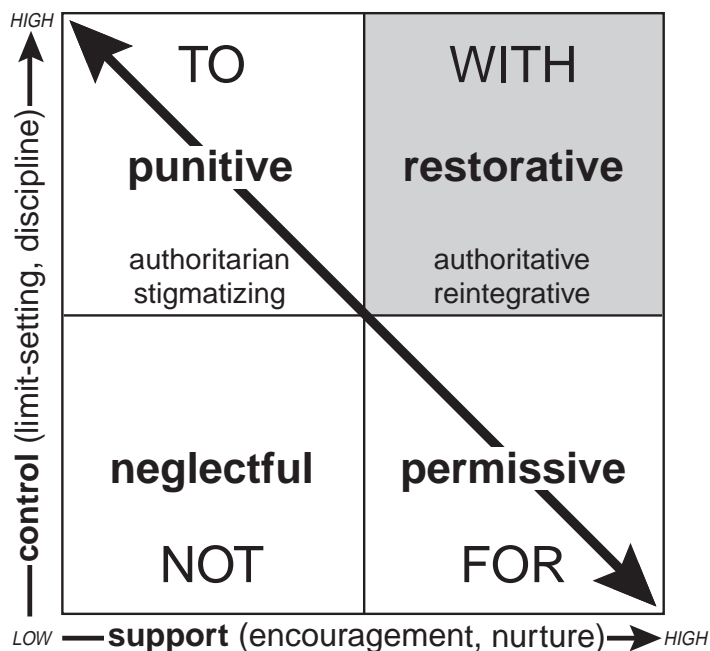 HIGH
TO
WITH
punitive
restorative
authoritarian
stigmatizing
authoritative
reintegrative
control (limit-setting, discipline)
neglectful
permissive
NOT
FOR
LOW
support (encouragement, nurture)
HIGH